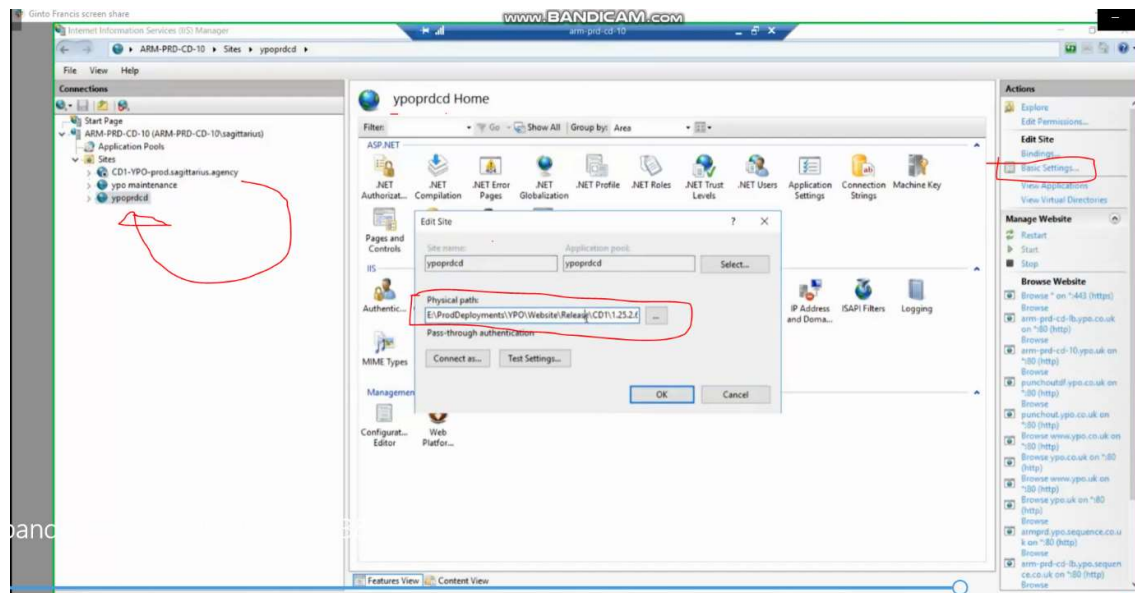 Ginto Francis screen share
www.BANDICAM.com
Internet Information Services (IIS) Manager
arm-prd-cd-10
ARM-PRD-CD-10 Sites ypoprdcd
File View Help
Connections
Start Page
ARM-PRD-CD-10 (ARM-PRD-CD-10\sagittarius)
Application Pools
Sites
CD1-YPO-prod.sagittarius.agency
ypo maintenance
ypoprdcd
ypoprdcd Home
Filter: Go Show All Group by: Area
ASP.NET
.NET Authorizat...
.NET Compilation
.NET Error Pages
.NET Globalization
.NET Profile
.NET Roles
.NET Trust Levels
.NET Users
Application Settings
Connection Strings
Machine Key
Pages and Controls
IIS
Authentic...
IP Address and Doma...
ISAPI Filters
Logging
MIME Types
Managemen
Configurat... Editor
Web Platfor...
Edit Site
? X
Site name:
Application pool:
ypoprdcd
ypoprdcd
Select...
Physical path:
E:\ProdDeployments\YPO\Website\Release\CD1\1.25.2.6
...
Pass-through authentication
Connect as...
Test Settings...
OK
Cancel
Features View
Content View
Actions
Explore
Edit Permissions...
Edit Site
Bindings...
Basic Settings...
View Applications
View Virtual Directories
Manage Website
Restart
Start
Stop
Browse Website
Browse * on *:443 (https)
Browse
arm-prd-cd-lb.ypo.co.uk
on *:80 (http)
Browse
arm-prd-cd-10.ypo.uk on
*:80 (http)
Browse
punchoutdf.ypo.co.uk on
*:80 (http)
Browse
punchout.ypo.co.uk on
*:80 (http)
Browse www.ypo.co.uk on
*:80 (http)
Browse ypo.co.uk on *:80
(http)
Browse www.ypo.uk on
*:80 (http)
Browse ypo.uk on *:80
(http)
Browse
armprd.ypo.sequence.co.u
k on *:80 (http)
Browse
arm-prd-cd-lb.ypo.sequen
ce.co.uk on *:80 (http)
Browse